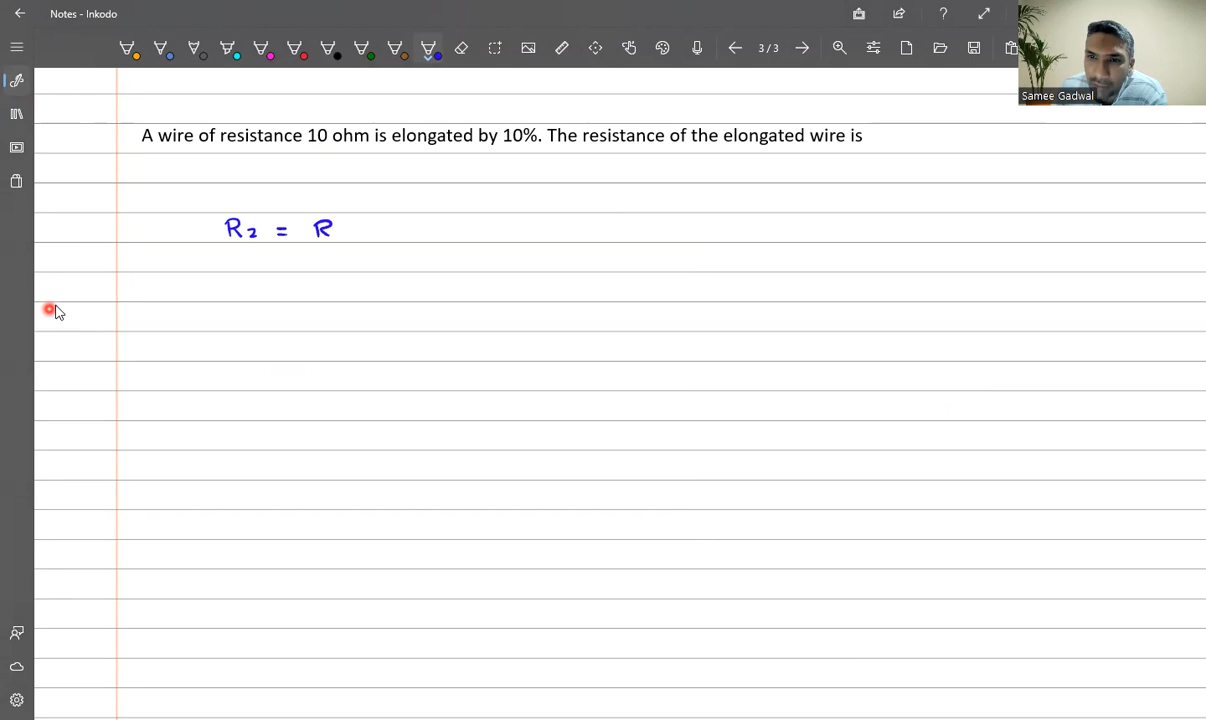 Notes - Inkodo
3 / 3
Samee Gadwal
A wire of resistance 10 ohm is elongated by 10%. The resistance of the elongated wire is
R₂ = R